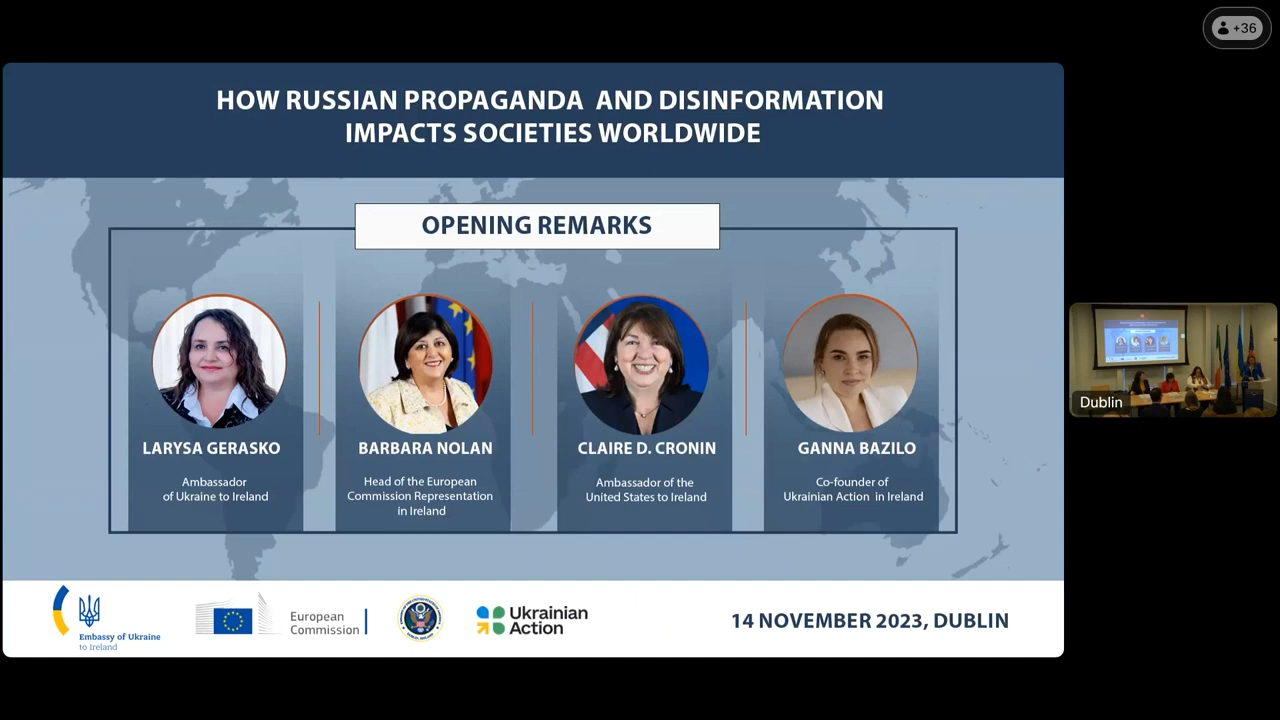 +36
HOW RUSSIAN PROPAGANDA AND DISINFORMATION
IMPACTS SOCIETIES WORLDWIDE
OPENING REMARKS
LARYSA GERASKO
Ambassador
of Ukraine to Ireland
BARBARA NOLAN
Head of the European
Commission Representation
in Ireland
CLAIRE D. CRONIN
Ambassador of the
United States to Ireland
GANNA BAZILO
Co-founder of
Ukrainian Action in Ireland
Dublin
Embassy of Ukraine
to Ireland
European
Commission
Ukrainian
Action
14 NOVEMBER 2023, DUBLIN